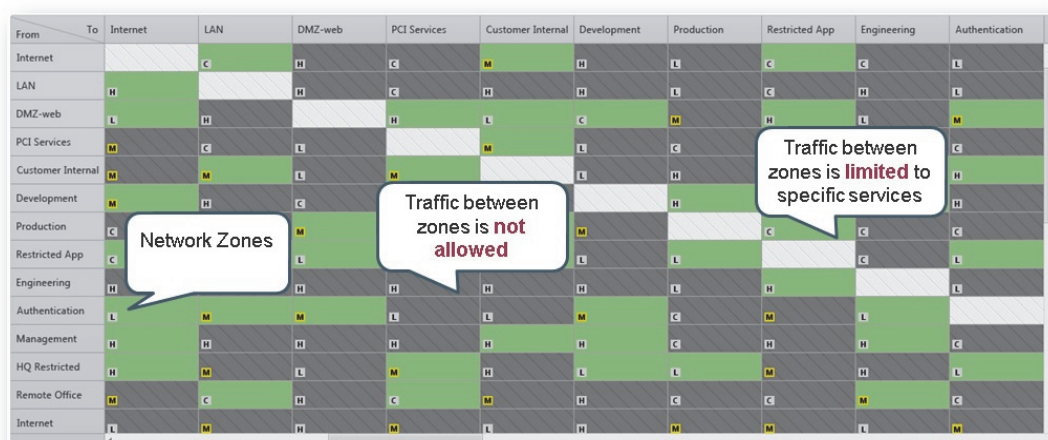 To
From Internet LAN DMZ-web PCI Services Customer Internal Development Production Restricted App Engineering Authentication
Internet C H C M H L C C L
LAN H H C H H L C H L
DMZ-web L H H L C M H L M
PCI Services M C L M L C C
Customer Internal M M L M L H H
Development M H C H H
Production C M M C C C
Restricted App C L L L C L
Engineering H H H H H L H L
Authentication L M M L L M C M L
Management H H H H H H C H H C
HQ Restricted H M L M H L L M H L
Remote Office M C H C M H C C M C
Internet L M H M L H M M L M
Network Zones
Traffic between
zones is not
allowed
Traffic between
zones is limited to
specific services